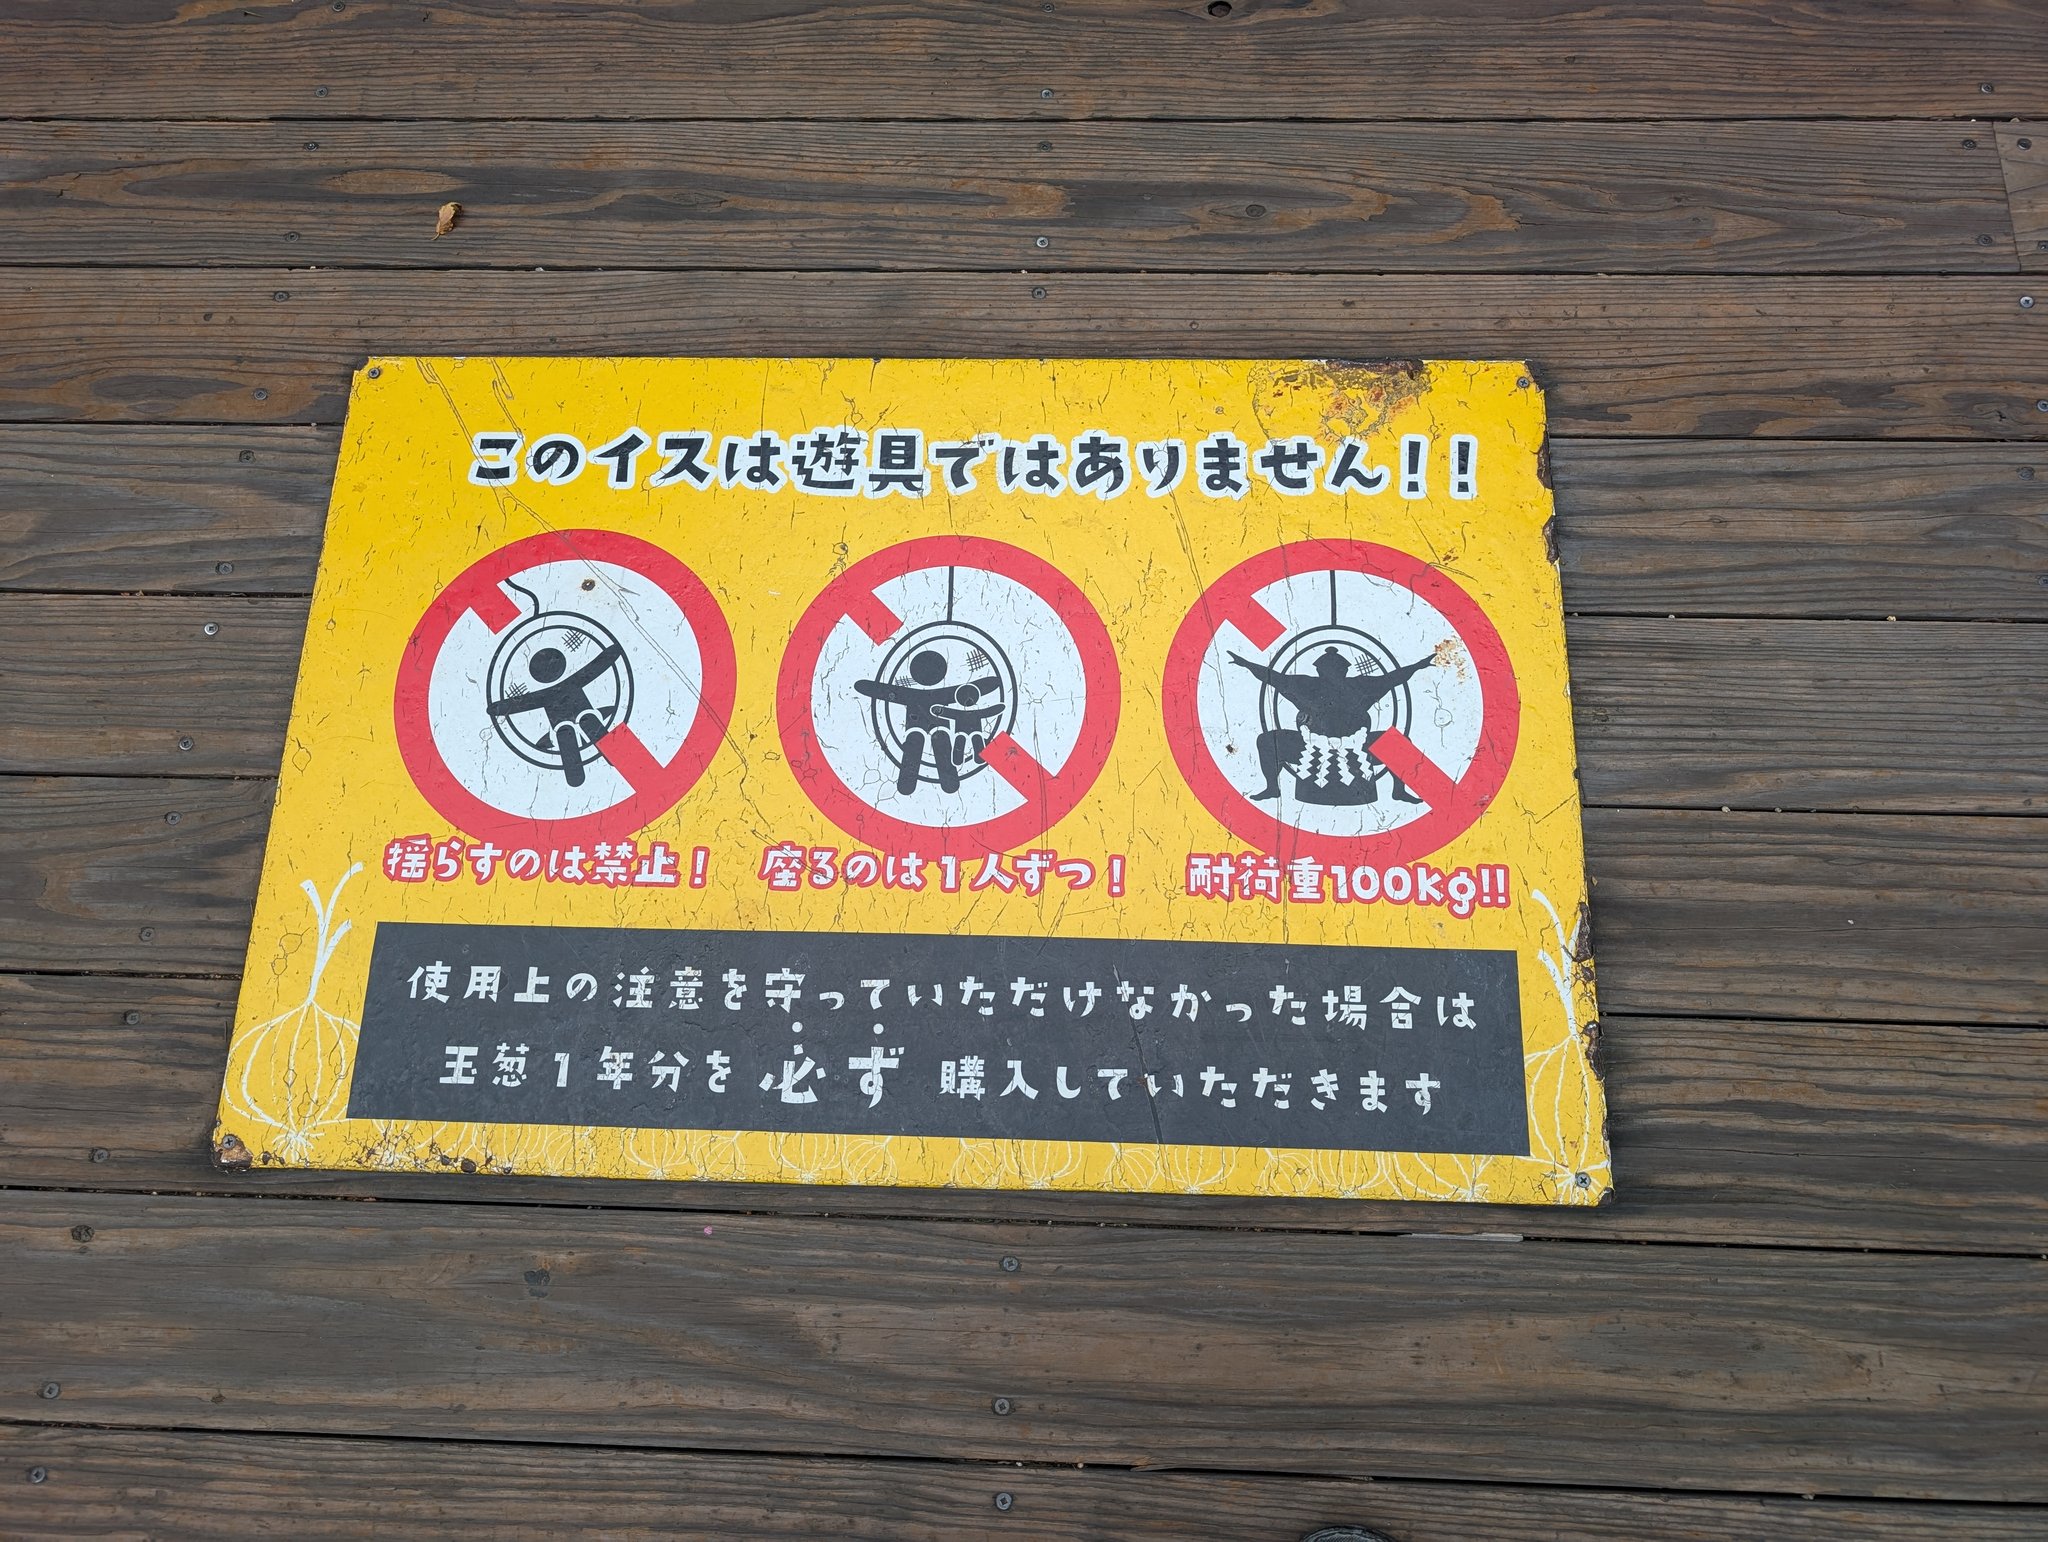 このイスは遊具ではありません!!
揺らすのは禁止!
座るのは1人ずつ!
耐荷重100kg!!
使用上の注意を守っていただけなかった場合は
玉葱1年分を必ず購入していただきます